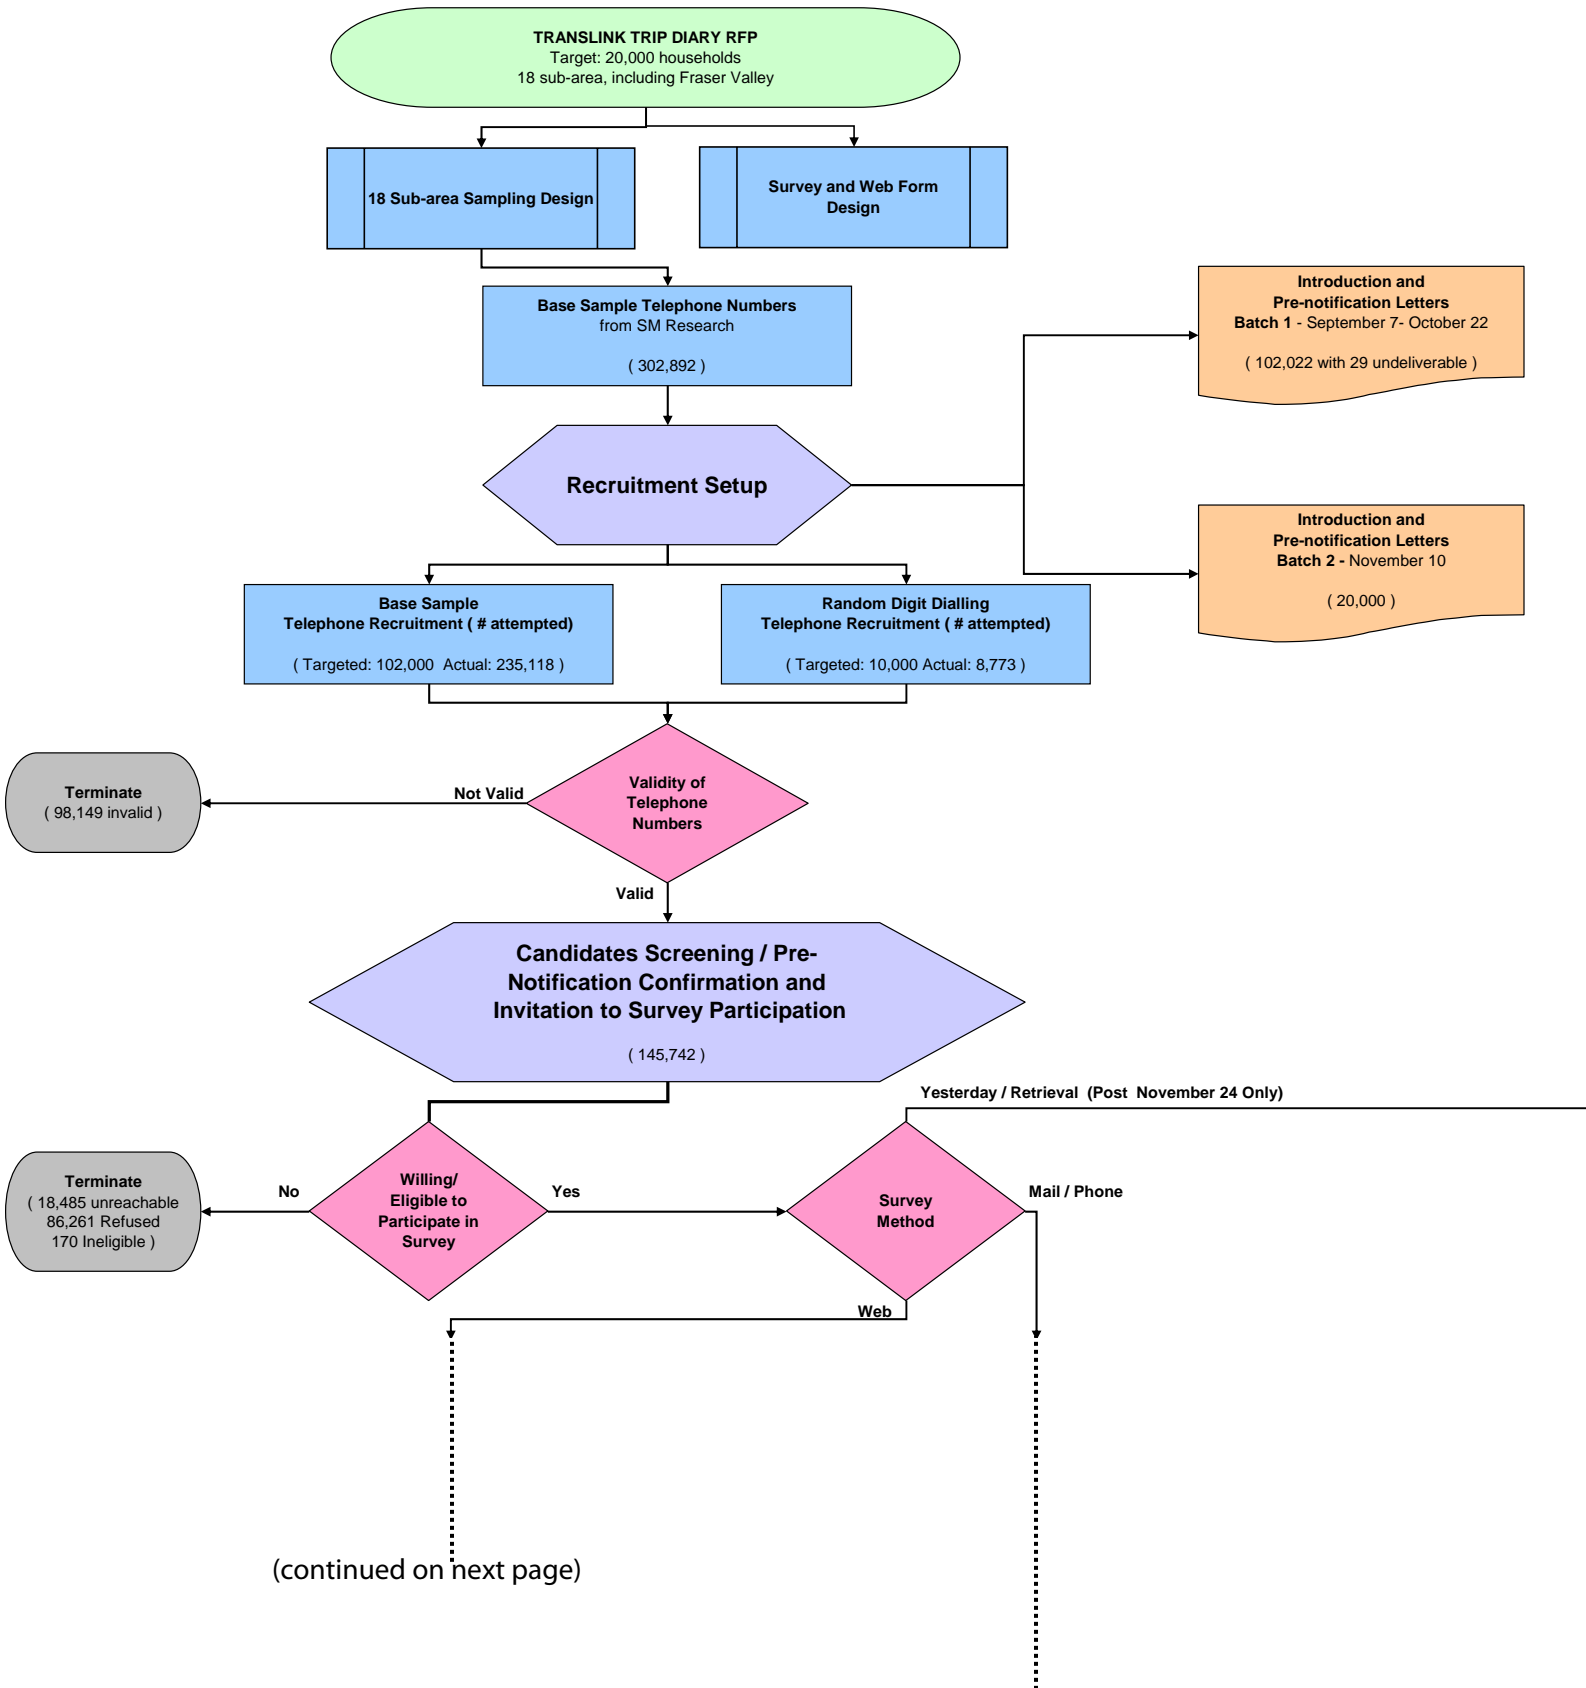 TRANSLINK TRIP DIARY RFP
Target: 20,000 households
18 sub-area, including Fraser Valley
18 Sub-area Sampling Design
Survey and Web Form
Design
Base Sample Telephone Numbers
from SM Research
( 302,892 )
Introduction and
Pre-notification Letters
Batch 1 - September 7- October 22
( 102,022 with 29 undeliverable )
Recruitment Setup
Introduction and
Pre-notification Letters
Batch 2 - November 10
( 20,000 )
Base Sample
Telephone Recruitment ( # attempted)
( Targeted: 102,000  Actual: 235,118 )
Random Digit Dialling
Telephone Recruitment ( # attempted)
( Targeted: 10,000 Actual: 8,773 )
Terminate
( 98,149 invalid )
Not Valid
Validity of
Telephone
Numbers
Valid
Candidates Screening / Pre-
Notification Confirmation and
Invitation to Survey Participation
( 145,742 )
Yesterday / Retrieval  (Post  November 24 Only)
Terminate
( 18,485 unreachable
86,261 Refused
170 Ineligible )
No
Willing/
Eligible to
Participate in
Survey
Yes
Survey
Method
Mail / Phone
Web
(continued on next page)